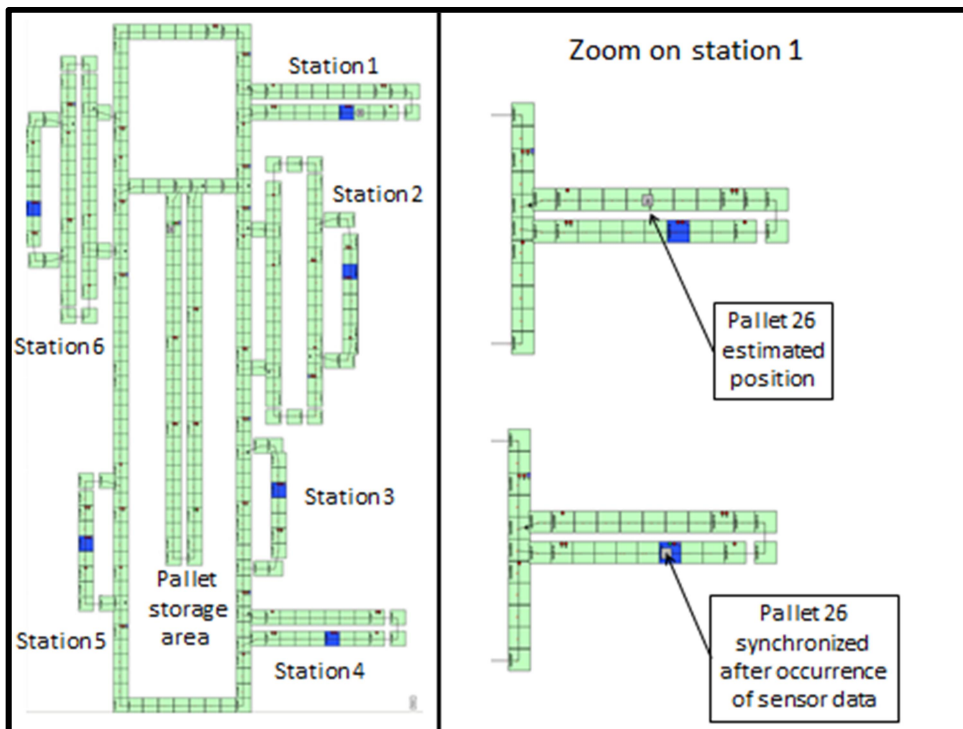 Station 1
Station 2
Station 6
Station 3
Pallet
storage
area
Station 5
Station 4
Zoom on station 1
Pallet 26
estimated
position
Pallet 26
synchronized
after occurrence
of sensor data